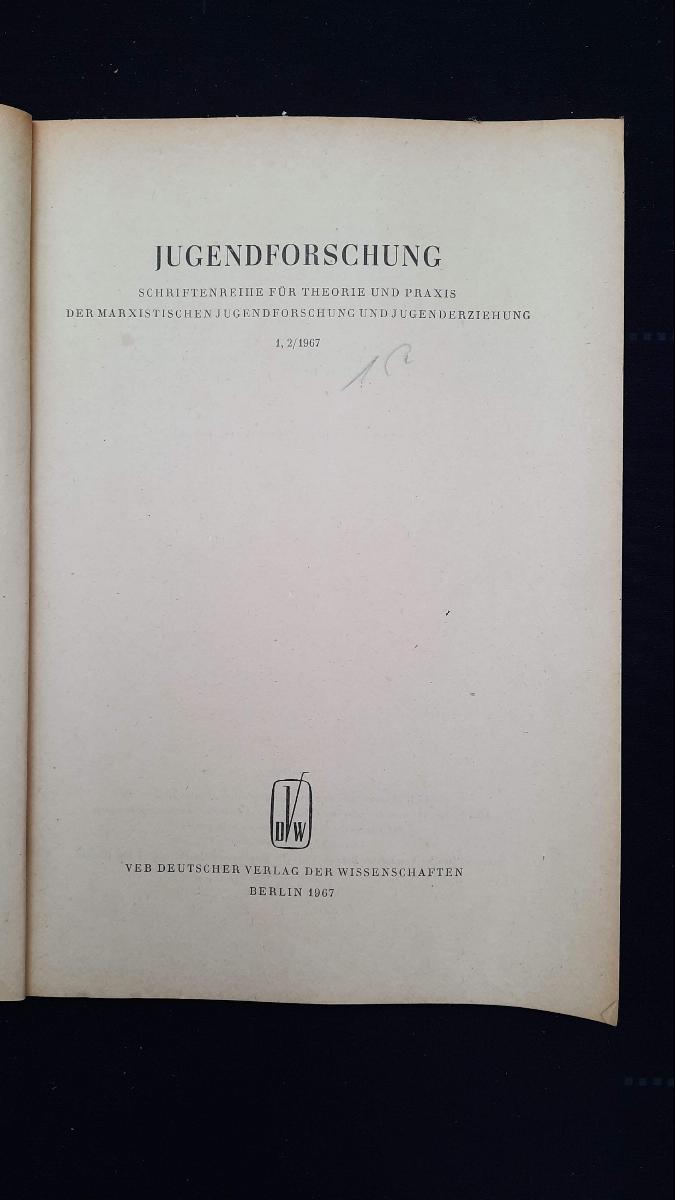 JUGENDFORSCHUNG
SCHRIFTENREIHE FÜR THEORIE UND PRAXIS
DER MARXISTISCHEN JUGENDFORSCHUNG UND JUGENDERZIEHUNG
1, 2/1967
DVW
VEB DEUTSCHER VERLAG DER WISSENSCHAFTEN
BERLIN 1967